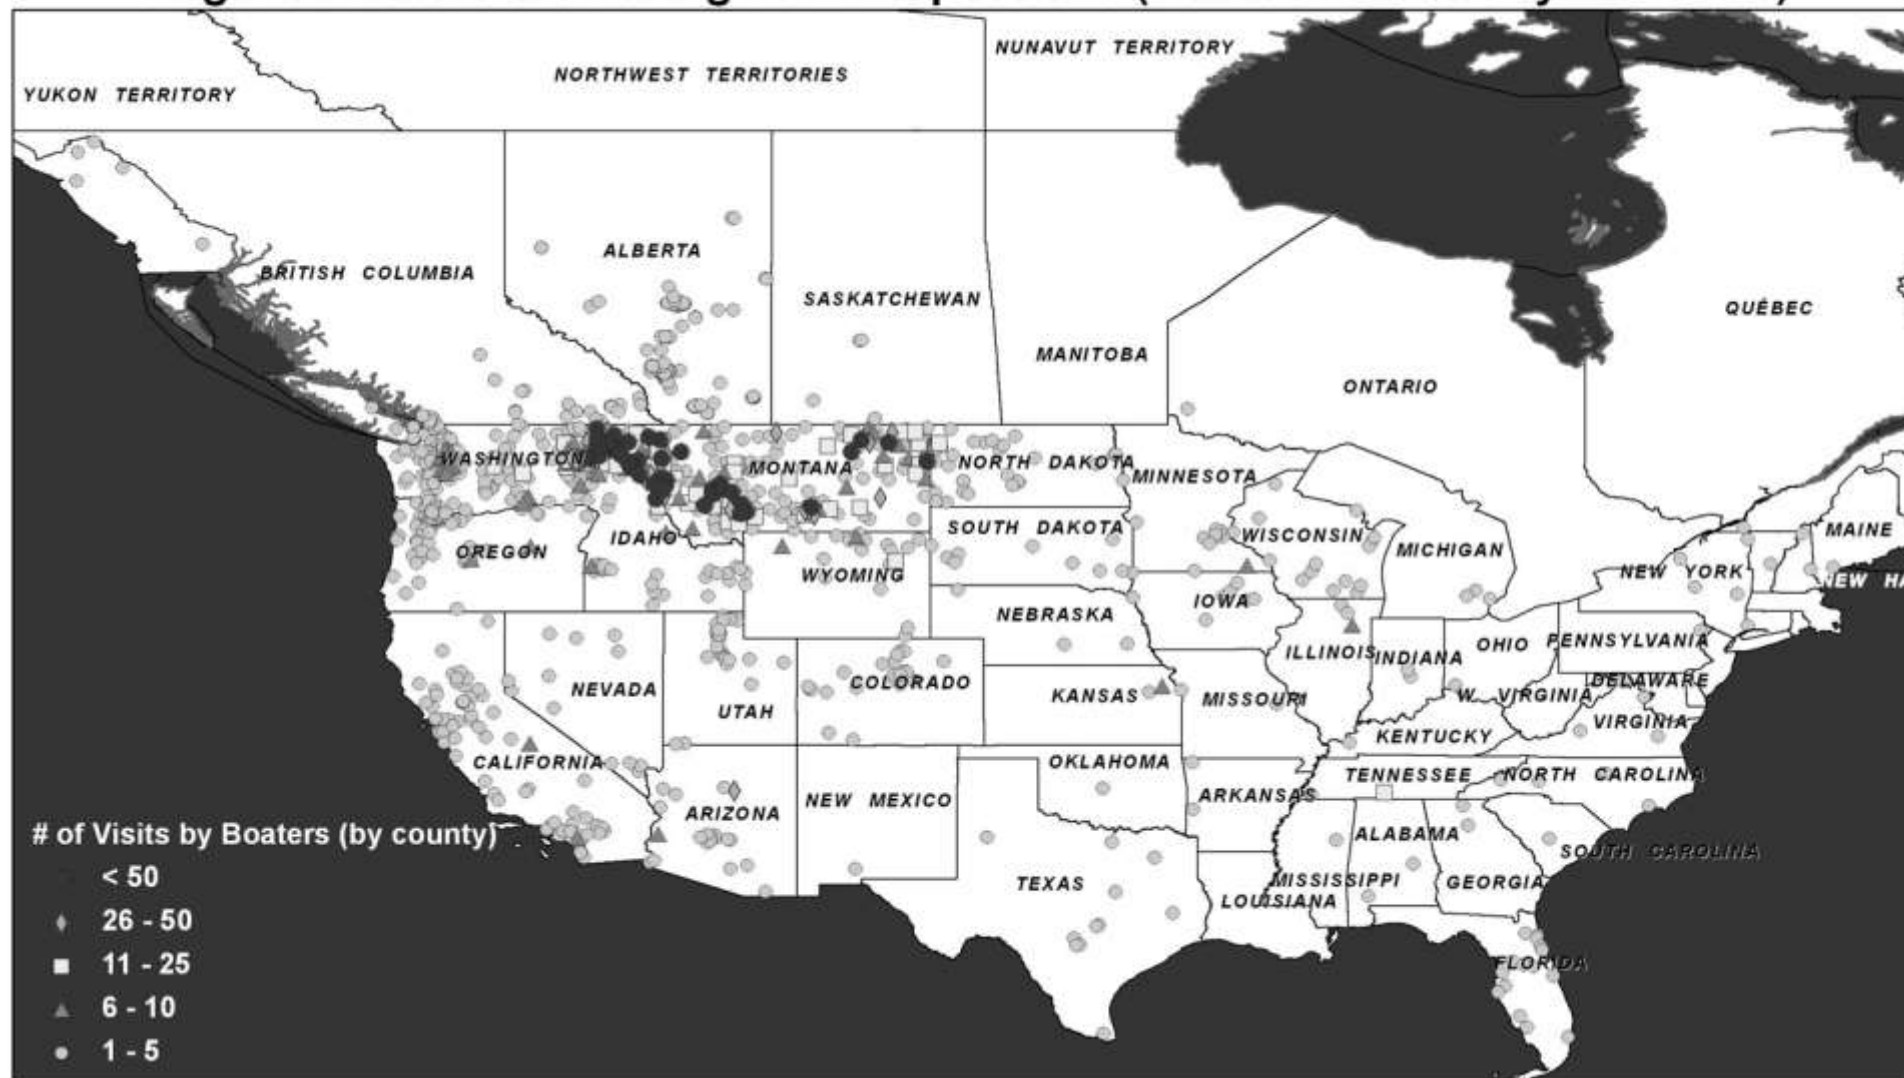 NUNAVUT TERRITORY
NORTHWEST TERRITORIES
YUKON TERRITORY
ALBERTA
BRITISH COLUMBIA
SASKATCHEWAN
QUÉBEC
MANITOBA
ONTARIO
WASHINGTON
MONTANA
NORTH DAKOTA
MINNESOTA
SOUTH DAKOTA
WISCONSIN
MAINE
OREGON
IDAHO
MICHIGAN
WYOMING
NEW YORK
NEW HA
NEBRASKA
IOWA
ILLINOIS
INDIANA
OHIO
PENNSYLVANIA
NEVADA
UTAH
COLORADO
KANSAS
MISSOURI
W. VIRGINIA
DELAWARE
VIRGINIA
KENTUCKY
CALIFORNIA
OKLAHOMA
TENNESSEE
NORTH CAROLINA
ARIZONA
NEW MEXICO
ARKANSAS
ALABAMA
SOUTH CAROLINA
TEXAS
MISSISSIPPI
GEORGIA
LOUISIANA
FLORIDA
# of Visits by Boaters (by county)
< 50
26 - 50
11 - 25
6 - 10
1 - 5